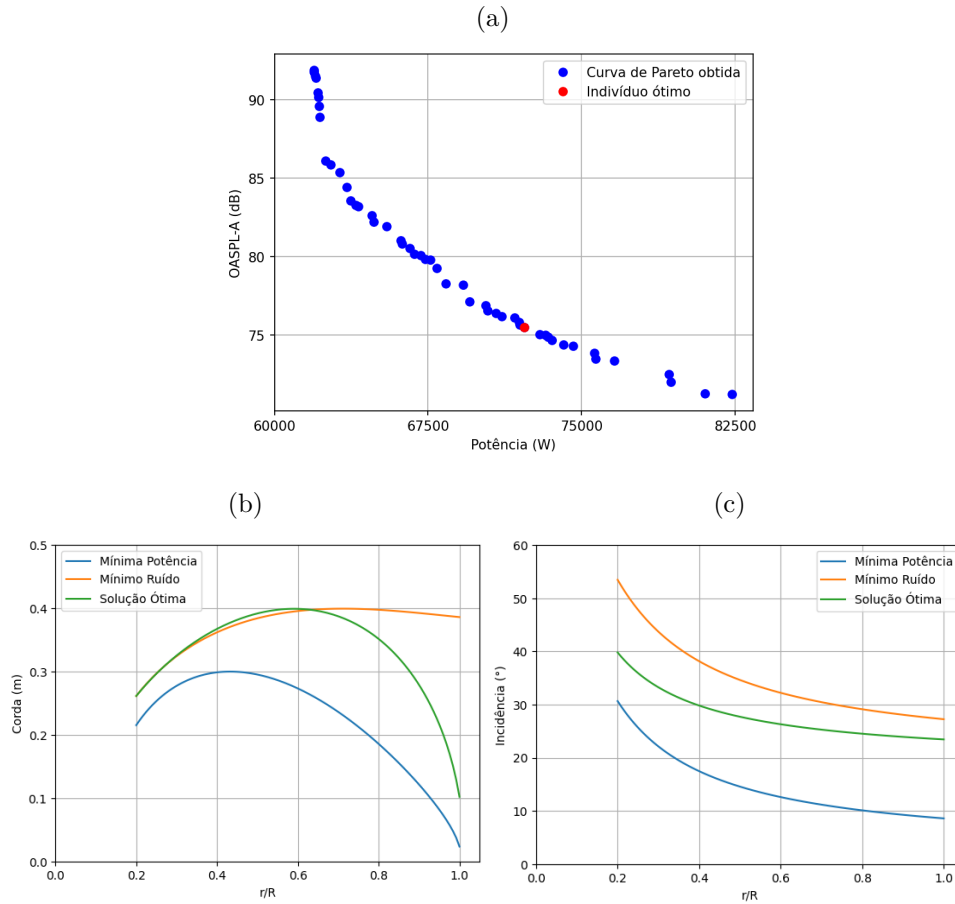 (a)
90
85
80
75
OASPL-A (dB)
Curva de Pareto obtida
Indivíduo ótimo
60000 67500 75000 82500
Potência (W)
(b) (c)
0.5
0.4
0.3
0.2
0.1
0.0
Corda (m)
Mínima Potência
Mínimo Ruído
Solução Ótima
0.0 0.2 0.4 0.6 0.8 1.0
r/R
60
50
40
30
20
10
0
Incidência (°)
Mínima Potência
Mínimo Ruído
Solução Ótima
0.0 0.2 0.4 0.6 0.8 1.0
r/R